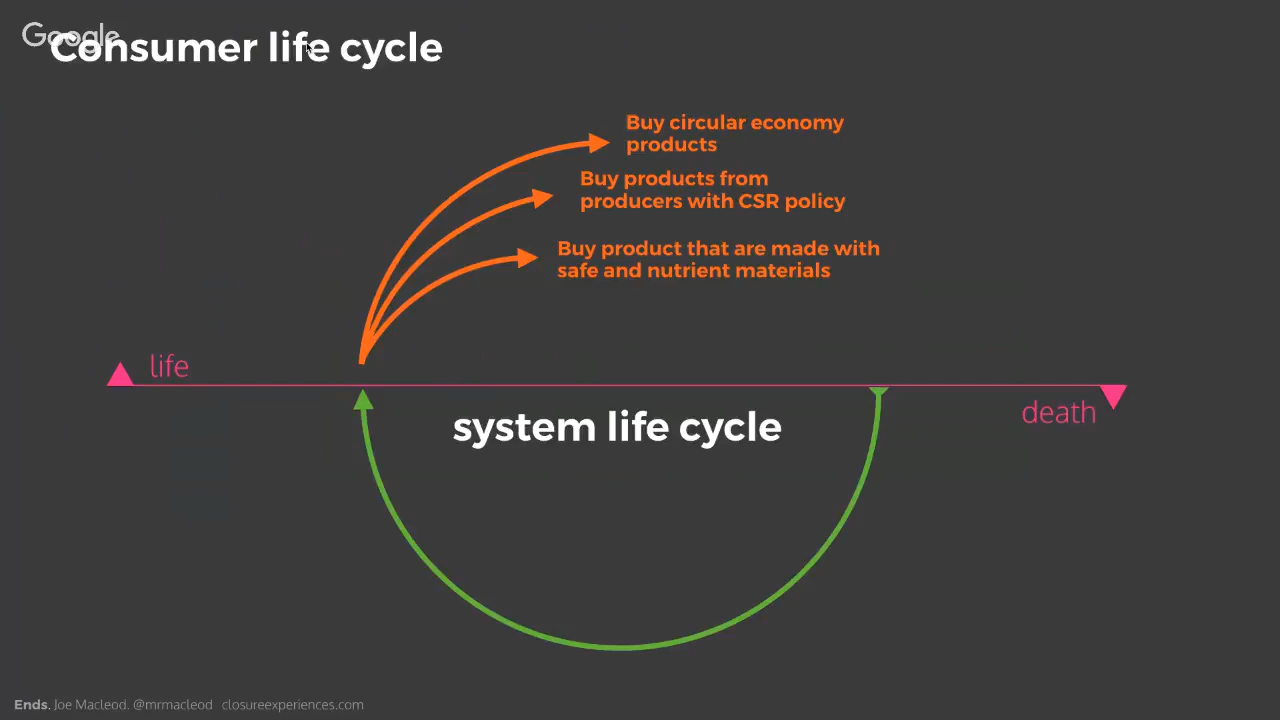 Google
Consumer life cycle
Buy circular economy
products
Buy products from
producers with CSR policy
Buy product that are made with
safe and nutrient materials
life
system life cycle
death
Ends. Joe Macleod. @mrmacleod closureexperiences.com